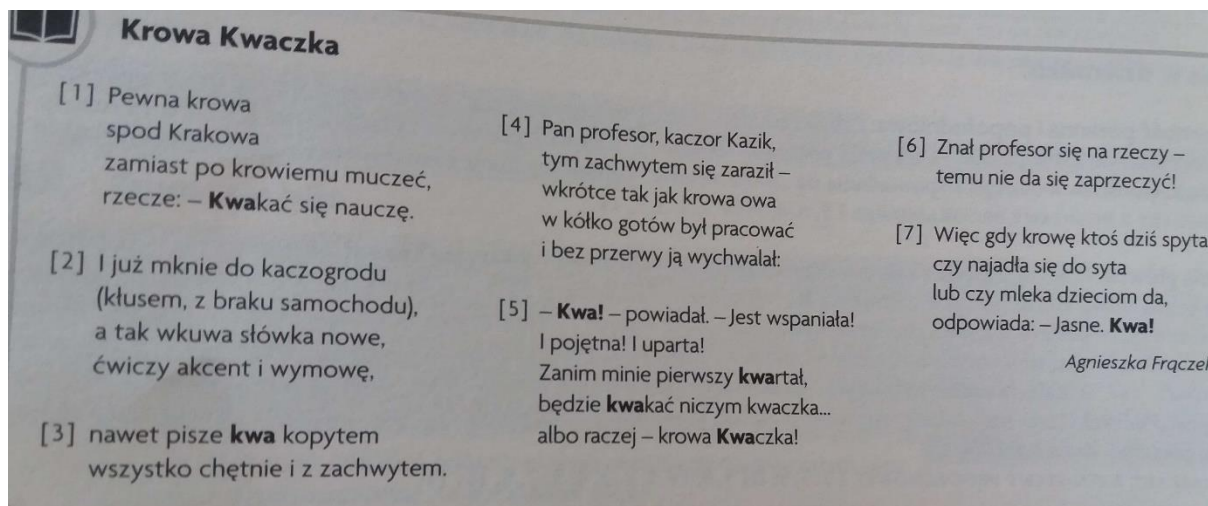 Krowa Kwaczka
[1] Pewna krowa
spod Krakowa
zamiast po krowiemu muczeć,
rzecze: – Kwakać się nauczę.
[2] I już mknie do kaczogrodu
(kłusem, z braku samochodu),
a tak wkuwa słówka nowe,
ćwiczy akcent i wymowę,
[3] nawet pisze kwa kopytem
wszystko chętnie i z zachwytem.
[4] Pan profesor, kaczor Kazik,
tym zachwytem się zaraził –
wkrótce tak jak krowa owa
w kółko gotów był pracować
i bez przerwy ją wychwalał:
[5] – Kwa! – powiadał. – Jest wspaniała!
I pojętna! I uparta!
Zanim minie pierwszy kwartał,
będzie kwakać niczym kwaczka...
albo raczej – krowa Kwaczka!
[6] Znał profesor się na rzeczy –
temu nie da się zaprzeczyć!
[7] Więc gdy krowę ktoś dziś spyta
czy najadła się do syta
lub czy mleka dzieciom da,
odpowiada: – Jasne. Kwa!
Agnieszka Frączek